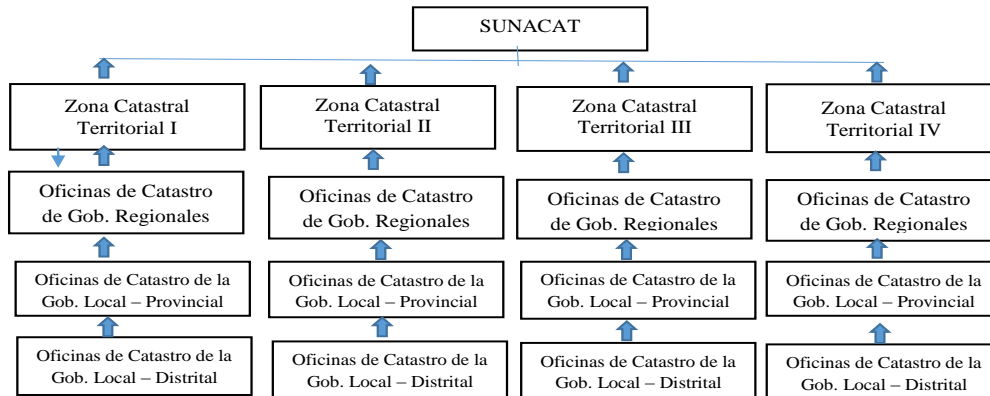 SUNACAT
Zona Catastral
Territorial I
Zona Catastral
Territorial II
Zona Catastral
Territorial III
Zona Catastral
Territorial IV
Oficinas de Catastro
de Gob. Regionales
Oficinas de Catastro
de Gob. Regionales
Oficinas de Catastro
de Gob. Regionales
Oficinas de Catastro
de Gob. Regionales
Oficinas de Catastro de la
Gob. Local – Provincial
Oficinas de Catastro de la
Gob. Local – Provincial
Oficinas de Catastro de la
Gob. Local – Provincial
Oficinas de Catastro de la
Gob. Local – Provincial
Oficinas de Catastro de la
Gob. Local – Distrital
Oficinas de Catastro de la
Gob. Local – Distrital
Oficinas de Catastro de la
Gob. Local – Distrital
Oficinas de Catastro de la
Gob. Local – Distrital